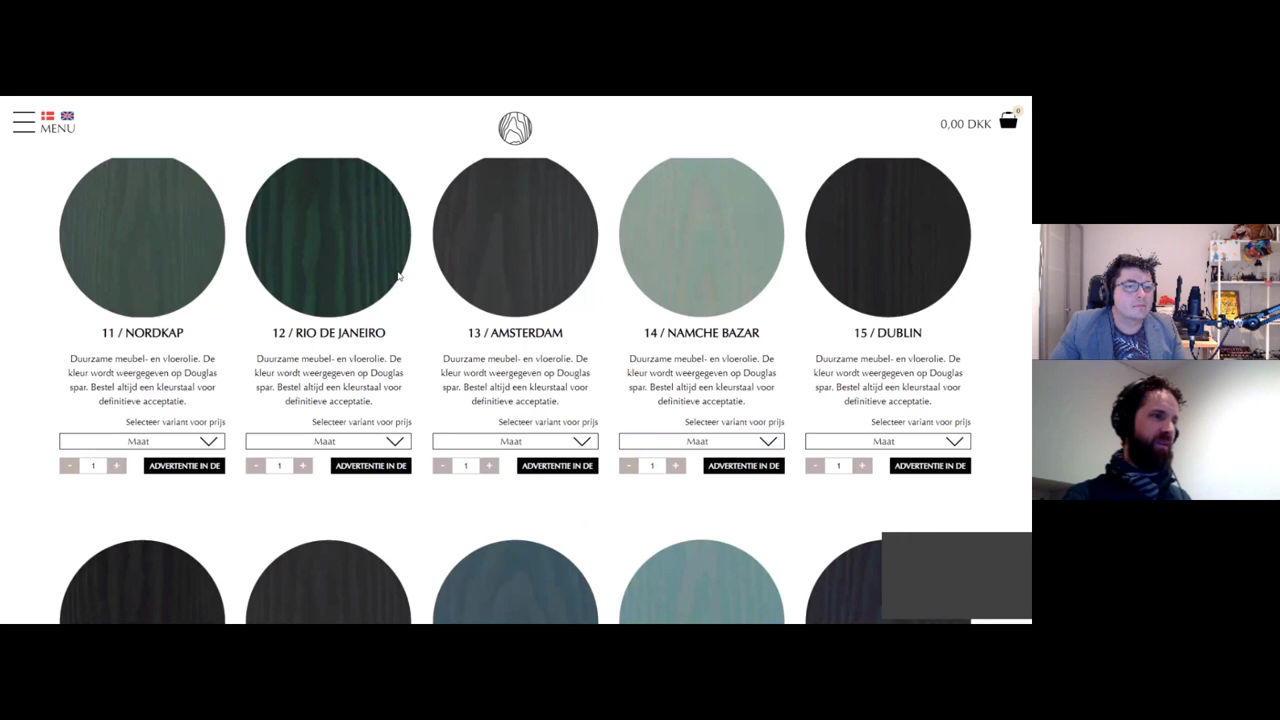 MENU
0,00 DKK
0
11 / NORDKAP
Duurzame meubel- en vloerolie. De
kleur wordt weergegeven op Douglas
spar. Bestel altijd een kleurstaal voor
definitieve acceptatie.
Selecteer variant voor prijs
Maat
- 1 +
ADVERTENTIE IN DE
12 / RIO DE JANEIRO
Duurzame meubel- en vloerolie. De
kleur wordt weergegeven op Douglas
spar. Bestel altijd een kleurstaal voor
definitieve acceptatie.
Selecteer variant voor prijs
Maat
- 1 +
ADVERTENTIE IN DE
13 / AMSTERDAM
Duurzame meubel- en vloerolie. De
kleur wordt weergegeven op Douglas
spar. Bestel altijd een kleurstaal voor
definitieve acceptatie.
Selecteer variant voor prijs
Maat
- 1 +
ADVERTENTIE IN DE
14 / NAMCHE BAZAR
Duurzame meubel- en vloerolie. De
kleur wordt weergegeven op Douglas
spar. Bestel altijd een kleurstaal voor
definitieve acceptatie.
Selecteer variant voor prijs
Maat
- 1 +
ADVERTENTIE IN DE
15 / DUBLIN
Duurzame meubel- en vloerolie. De
kleur wordt weergegeven op Douglas
spar. Bestel altijd een kleurstaal voor
definitieve acceptatie.
Selecteer variant voor prijs
Maat
- 1 +
ADVERTENTIE IN DE